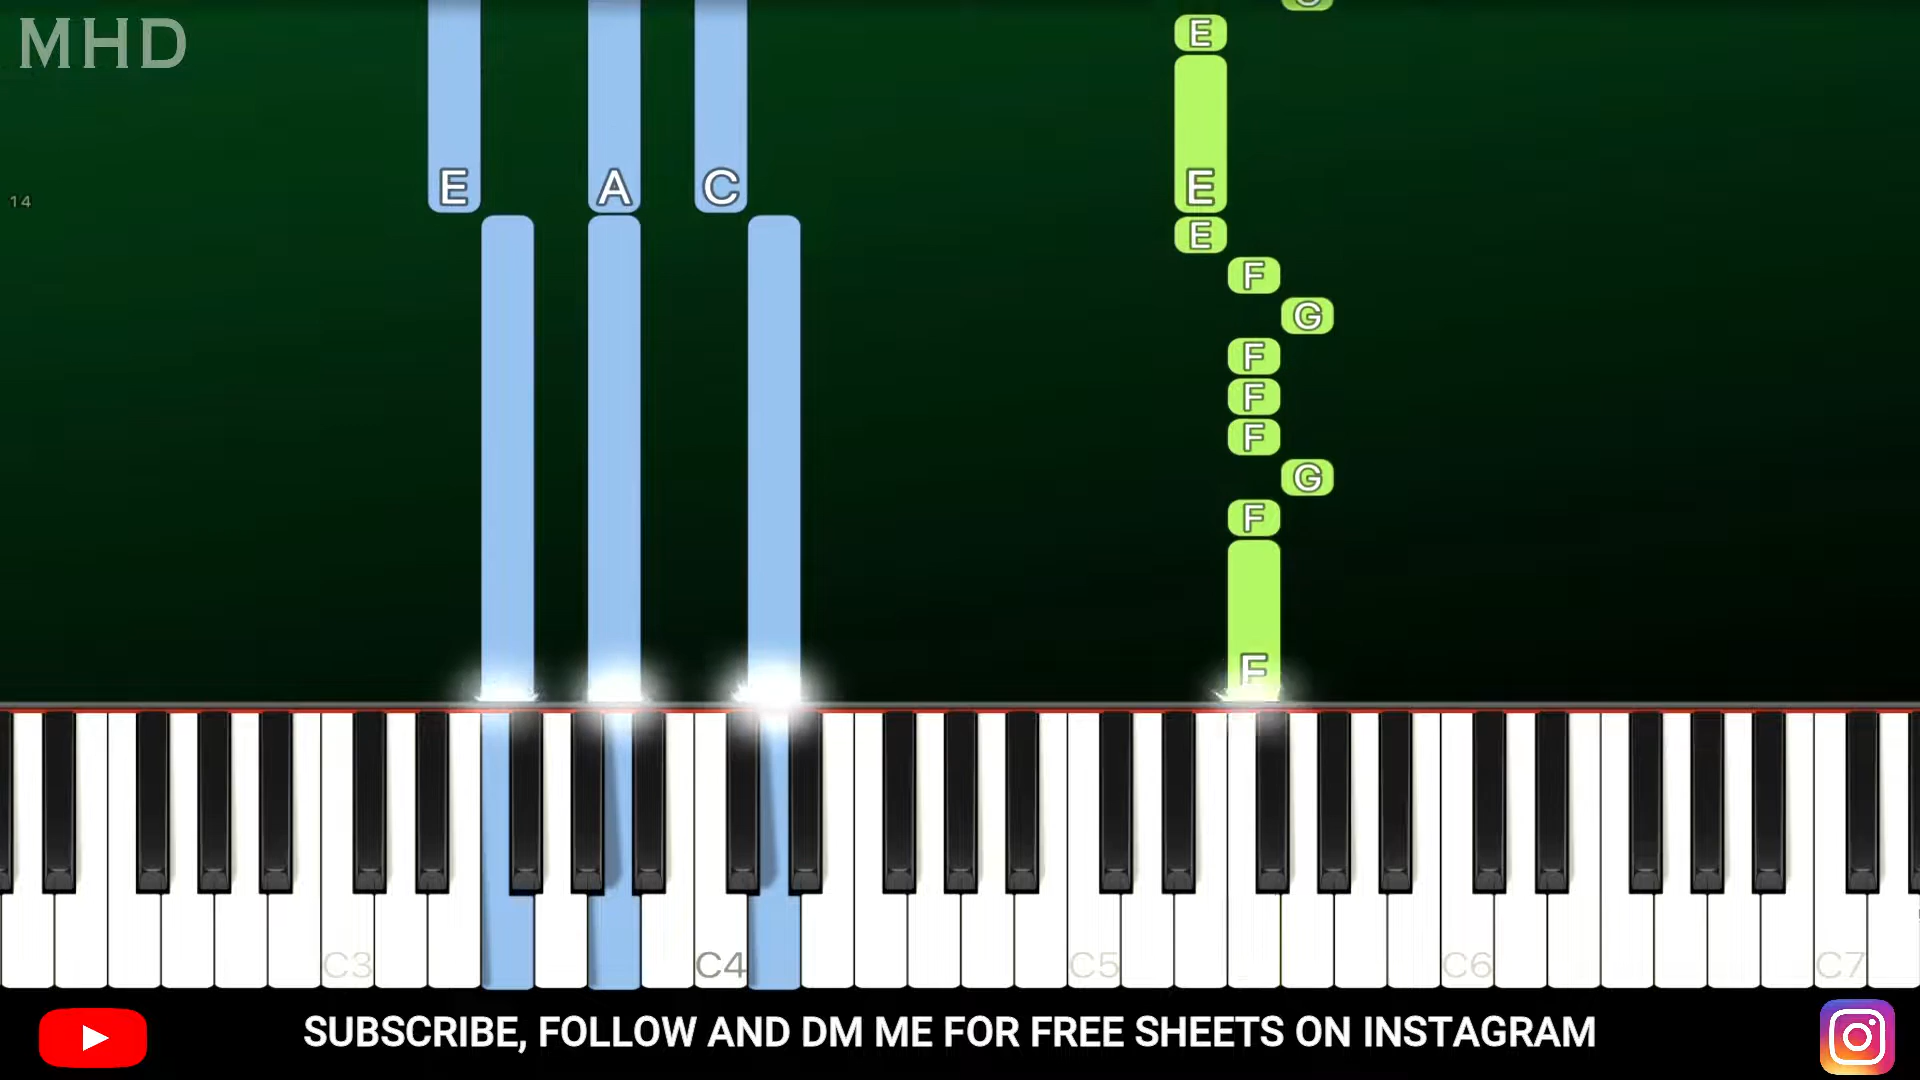 MHD
E
E A C E
14
E
F
G
F
F
F
G
F
F
C3 C4 C5 C6 C7
SUBSCRIBE, FOLLOW AND DM ME FOR FREE SHEETS ON INSTAGRAM